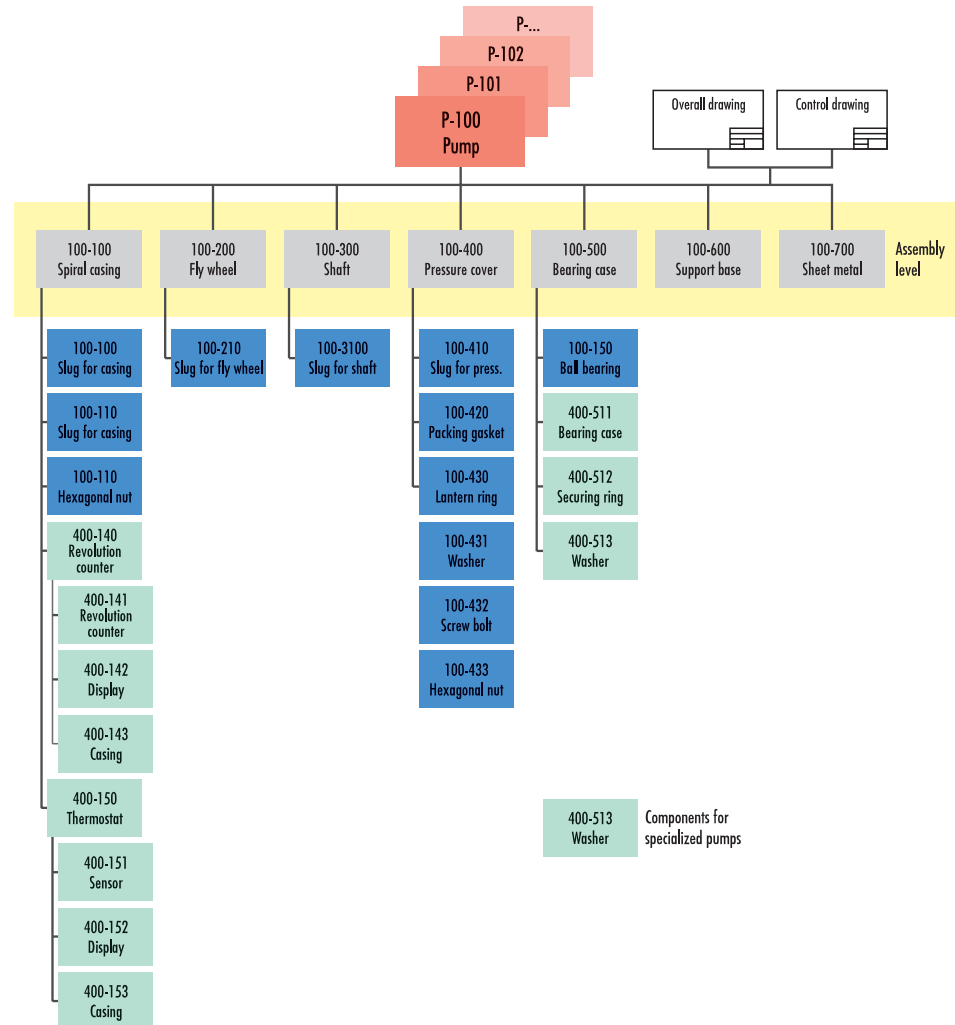 P-...
P-102
P-101
P-100
Pump
Overall drawing
Control drawing
100-100
Spiral casing
100-200
Fly wheel
100-300
Shaft
100-400
Pressure cover
100-500
Bearing case
100-600
Support base
100-700
Sheet metal
Assembly
level
100-100
Slug for casing
100-110
Slug for casing
100-110
Hexagonal nut
400-140
Revolution
counter
400-141
Revolution
counter
400-142
Display
400-143
Casing
400-150
Thermostat
400-151
Sensor
400-152
Display
400-153
Casing
100-210
Slug for fly wheel
100-3100
Slug for shaft
100-410
Slug for press.
100-420
Packing gasket
100-430
Lantern ring
100-431
Washer
100-432
Screw bolt
100-433
Hexagonal nut
100-150
Ball bearing
400-511
Bearing case
400-512
Securing ring
400-513
Washer
400-513
Washer
Components for
specialized pumps